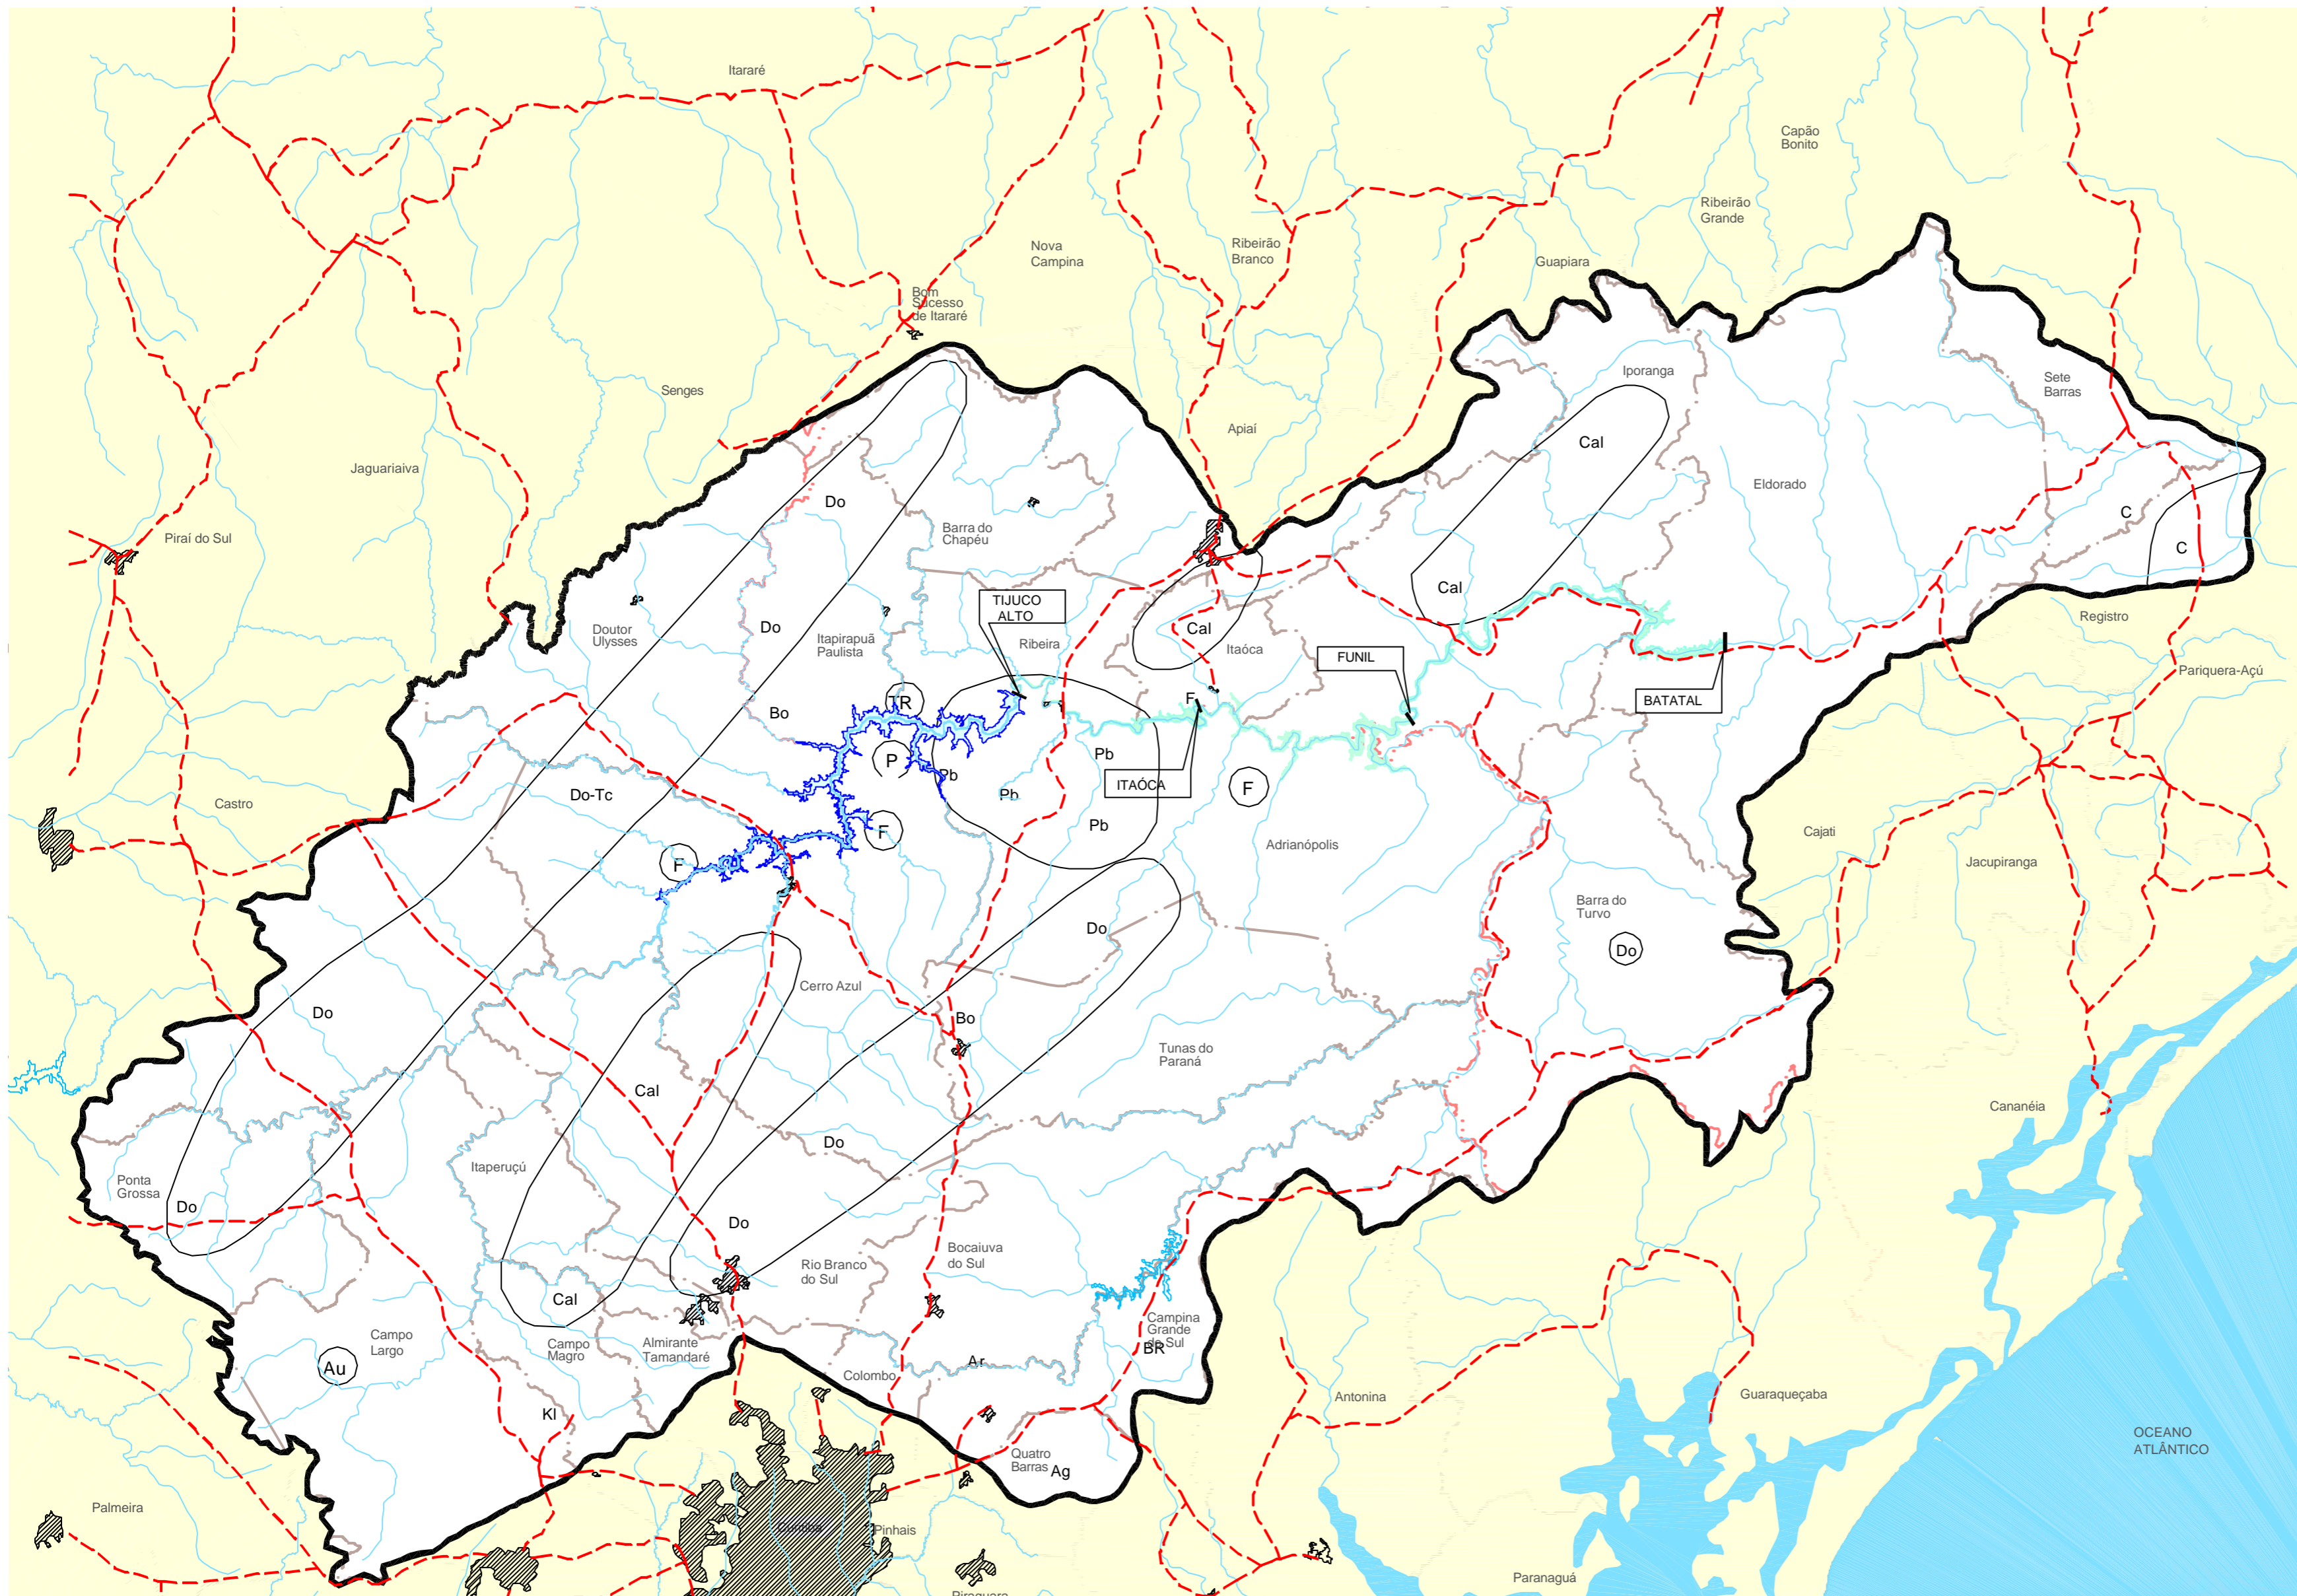 Itararé
Capão
Bonito
Ribeirão
Grande
Nova
Campina
Ribeirão
Branco
Guapiara
Bom
Sucesso
de Itararé
Senges
Iporanga
Sete
Barras
Apiaí
Cal
Jaguariaiva
Eldorado
Do
Barra do
Chapéu
C
C
Piraí do Sul
Cal
TIJUCO
ALTO
Doutor
Ulysses
Do
Itapirapuã
Paulista
Ribeira
Cal
Itaóca
FUNIL
Registro
Pariquera-Açú
BATATAL
TR
F
Bo
P
Pb
Pb
Pb
Pb
ITAÓCA
F
Do-Tc
Castro
F
F
Adrianópolis
Cajati
Jacupiranga
Barra do
Turvo
Do
Do
Cerro Azul
Do
Bo
Tunas do
Paraná
Cal
Cananéia
Do
Itaperuçú
Ponta
Grossa
Do
Do
Bocaiuva
do Sul
Rio Branco
do Sul
Cal
Campina
Grande
do Sul
BR
Campo
Largo
Campo
Magro
Almirante
Tamandaré
Au
Ar
Colombo
Antonina
Guaraqueçaba
Kl
OCEANO
ATLÂNTICO
Quatro
Barras
Ag
Palmeira
Curitiba
Pinhais
Paranaguá
Piraquara